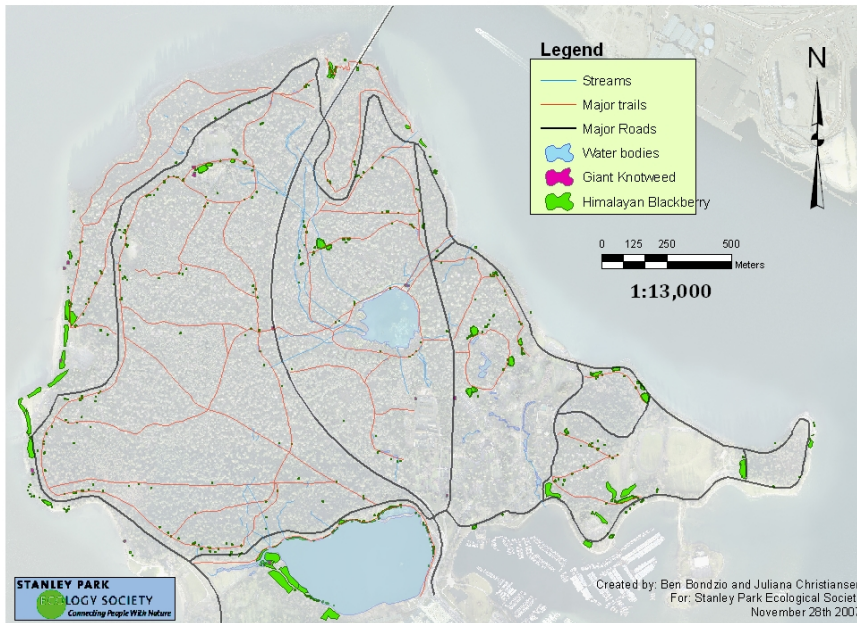 Legend
Streams
Major trails
Major Roads
Water bodies
Giant Knotweed
Himalayan Blackberry
N
0 125 250 500
Meters
1:13,000
STANLEY PARK
ECOLOGY SOCIETY
Connecting People With Nature
Created by: Ben Bondzio and Juliana Christiansen
For: Stanley Park Ecological Societ
November 28th 2007